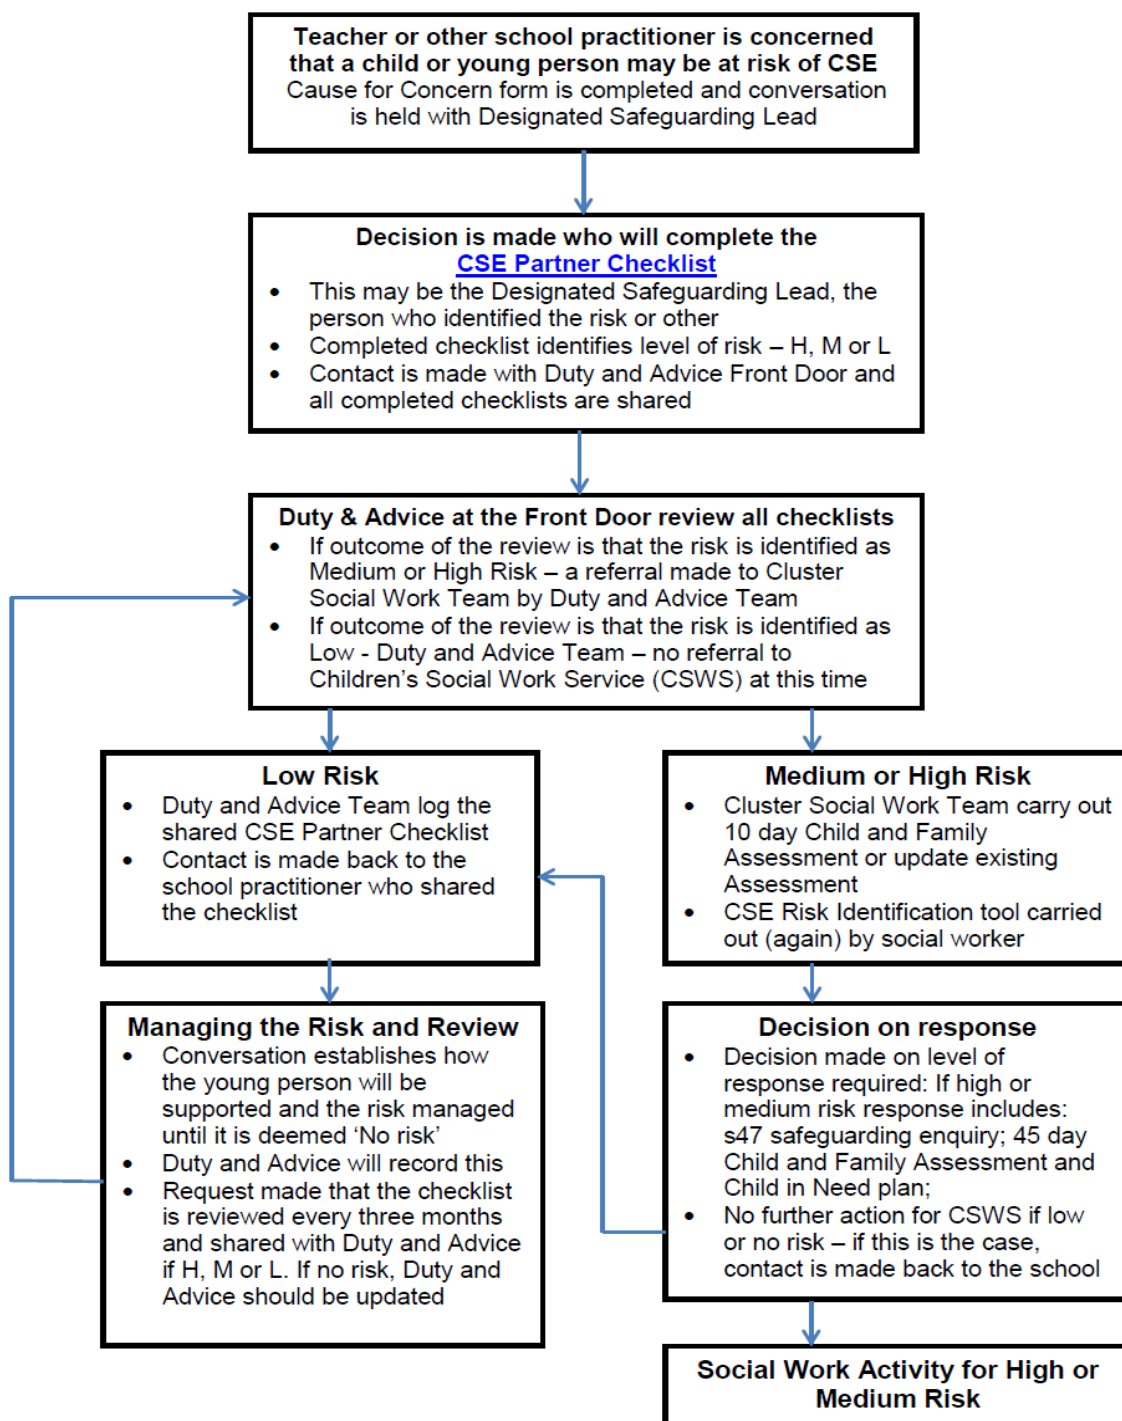 Teacher or other school practitioner is concerned
that a child or young person may be at risk of CSE
Cause for Concern form is completed and conversation
is held with Designated Safeguarding Lead
Decision is made who will complete the
CSE Partner Checklist
• This may be the Designated Safeguarding Lead, the
person who identified the risk or other
• Completed checklist identifies level of risk – H, M or L
• Contact is made with Duty and Advice Front Door and
all completed checklists are shared
Duty & Advice at the Front Door review all checklists
• If outcome of the review is that the risk is identified as
Medium or High Risk – a referral made to Cluster
Social Work Team by Duty and Advice Team
• If outcome of the review is that the risk is identified as
Low - Duty and Advice Team – no referral to
Children’s Social Work Service (CSWS) at this time
Low Risk
• Duty and Advice Team log the
shared CSE Partner Checklist
• Contact is made back to the
school practitioner who shared
the checklist
Medium or High Risk
• Cluster Social Work Team carry out
10 day Child and Family
Assessment or update existing
Assessment
• CSE Risk Identification tool carried
out (again) by social worker
Managing the Risk and Review
• Conversation establishes how
the young person will be
supported and the risk managed
until it is deemed ‘No risk’
• Duty and Advice will record this
• Request made that the checklist
is reviewed every three months
and shared with Duty and Advice
if H, M or L. If no risk, Duty and
Advice should be updated
Decision on response
• Decision made on level of
response required: If high or
medium risk response includes:
s47 safeguarding enquiry; 45 day
Child and Family Assessment and
Child in Need plan;
• No further action for CSWS if low
or no risk – if this is the case,
contact is made back to the school
Social Work Activity for High or
Medium Risk